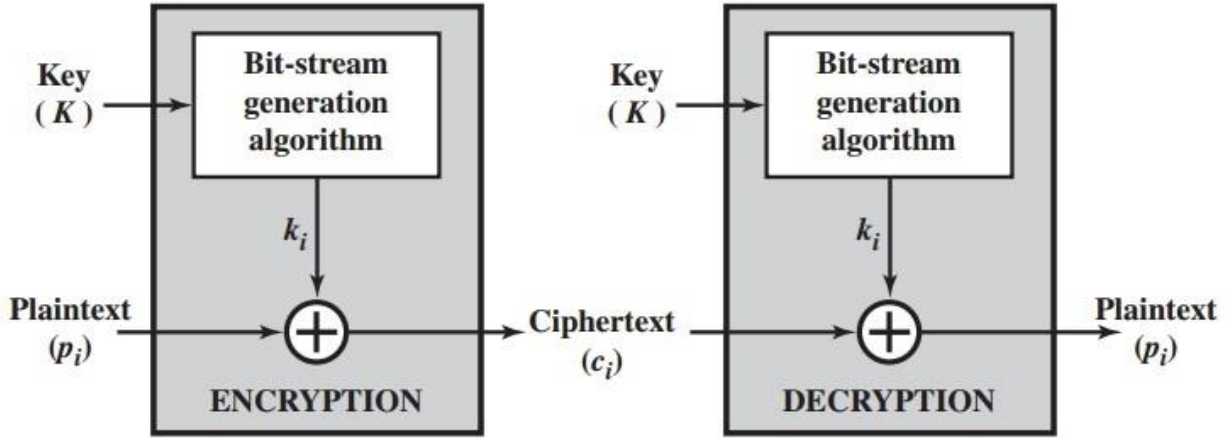 Key
( K )
Bit-stream
generation
algorithm
k_i
Plaintext
(p_i)
ENCRYPTION
Ciphertext
(c_i)
Key
( K )
Bit-stream
generation
algorithm
k_i
DECRYPTION
Plaintext
(p_i)